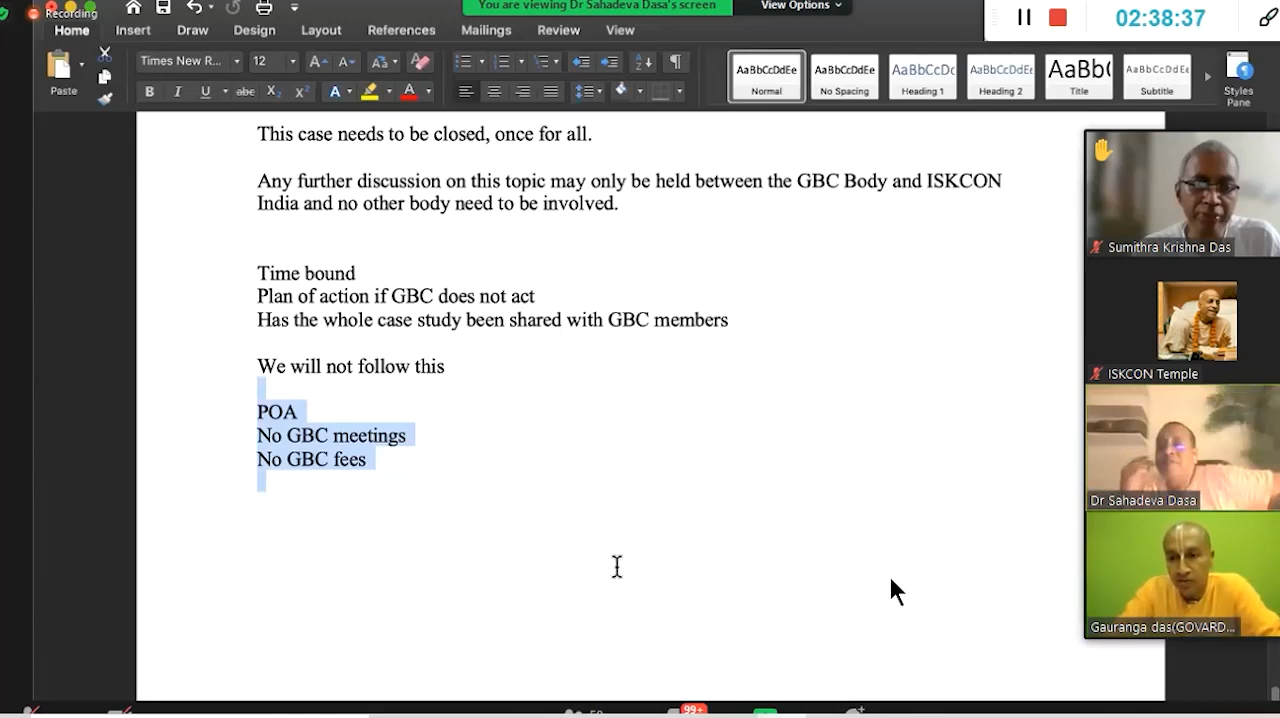 Recording
You are viewing Dr Sahadeva Dasa's screen
View Options
02:38:37
Home
Insert
Draw
Design
Layout
References
Mailings
Review
View
Paste
Times New R...
12
AaBbCcDdEe
Normal
AaBbCcDdEe
No Spacing
AaBbCcDc
Heading 1
AaBbCcDdEe
Heading 2
AaBb(
Title
AaBbCcDdEe
Subtitle
Styles
Pane
This case needs to be closed, once for all.
Any further discussion on this topic may only be held between the GBC Body and ISKCON
India and no other body need to be involved.
Time bound
Plan of action if GBC does not act
Has the whole case study been shared with GBC members
We will not follow this
POA
No GBC meetings
No GBC fees
Sumithra Krishna Das
ISKCON Temple
Dr Sahadeva Dasa
Gauranga das(GOVARD...
99+